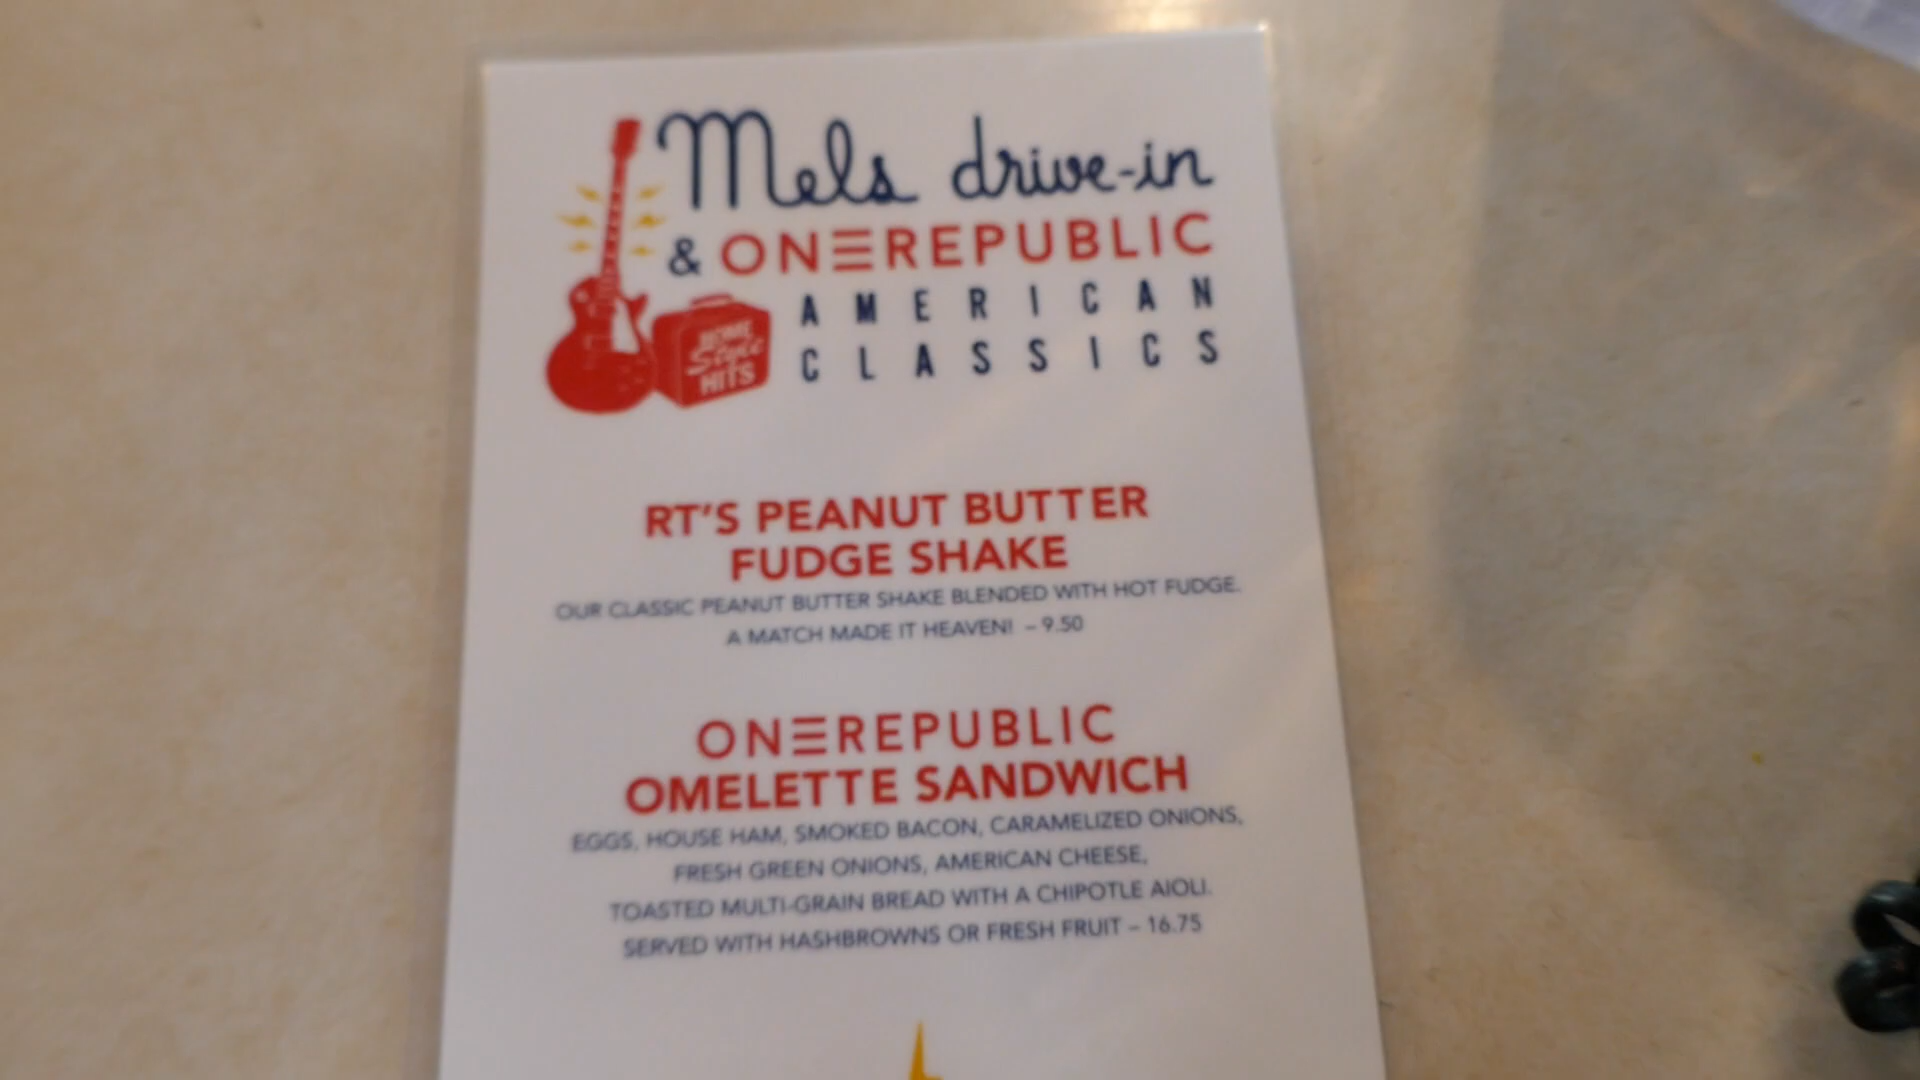 Mels drive-in
& ONEREPUBLIC
AMERICAN
CLASSICS
HOME
Style
HITS
RT'S PEANUT BUTTER
FUDGE SHAKE
OUR CLASSIC PEANUT BUTTER SHAKE BLENDED WITH HOT FUDGE.
A MATCH MADE IT HEAVEN! – 9.50
ONEREPUBLIC
OMELETTE SANDWICH
EGGS, HOUSE HAM, SMOKED BACON, CARAMELIZED ONIONS,
FRESH GREEN ONIONS, AMERICAN CHEESE,
TOASTED MULTI-GRAIN BREAD WITH A CHIPOTLE AIOLI.
SERVED WITH HASHBROWNS OR FRESH FRUIT – 16.75